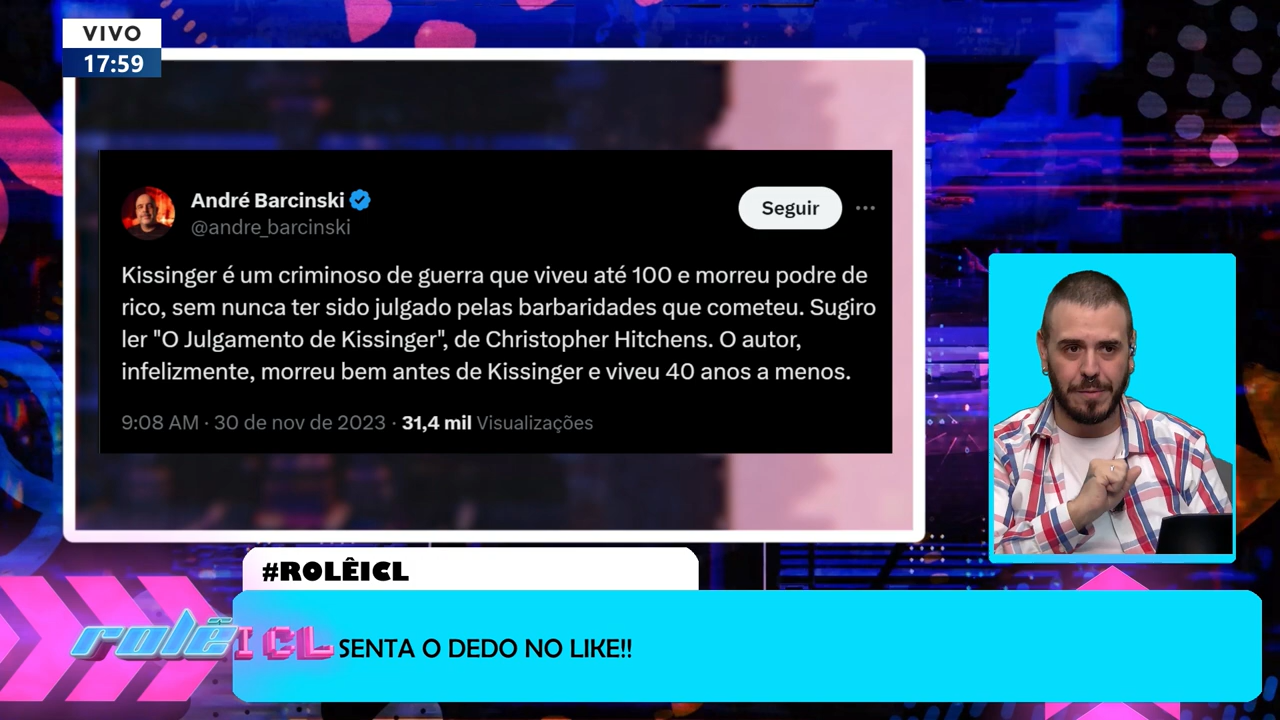 VIVO
17:59
André Barcinski
@andre_barcinski
Seguir
Kissinger é um criminoso de guerra que viveu até 100 e morreu podre de
rico, sem nunca ter sido julgado pelas barbaridades que cometeu. Sugiro
ler "O Julgamento de Kissinger", de Christopher Hitchens. O autor,
infelizmente, morreu bem antes de Kissinger e viveu 40 anos a menos.
9:08 AM · 30 de nov de 2023 · 31,4 mil Visualizações
#ROLÊICL
rolê ICL
SENTA O DEDO NO LIKE!!